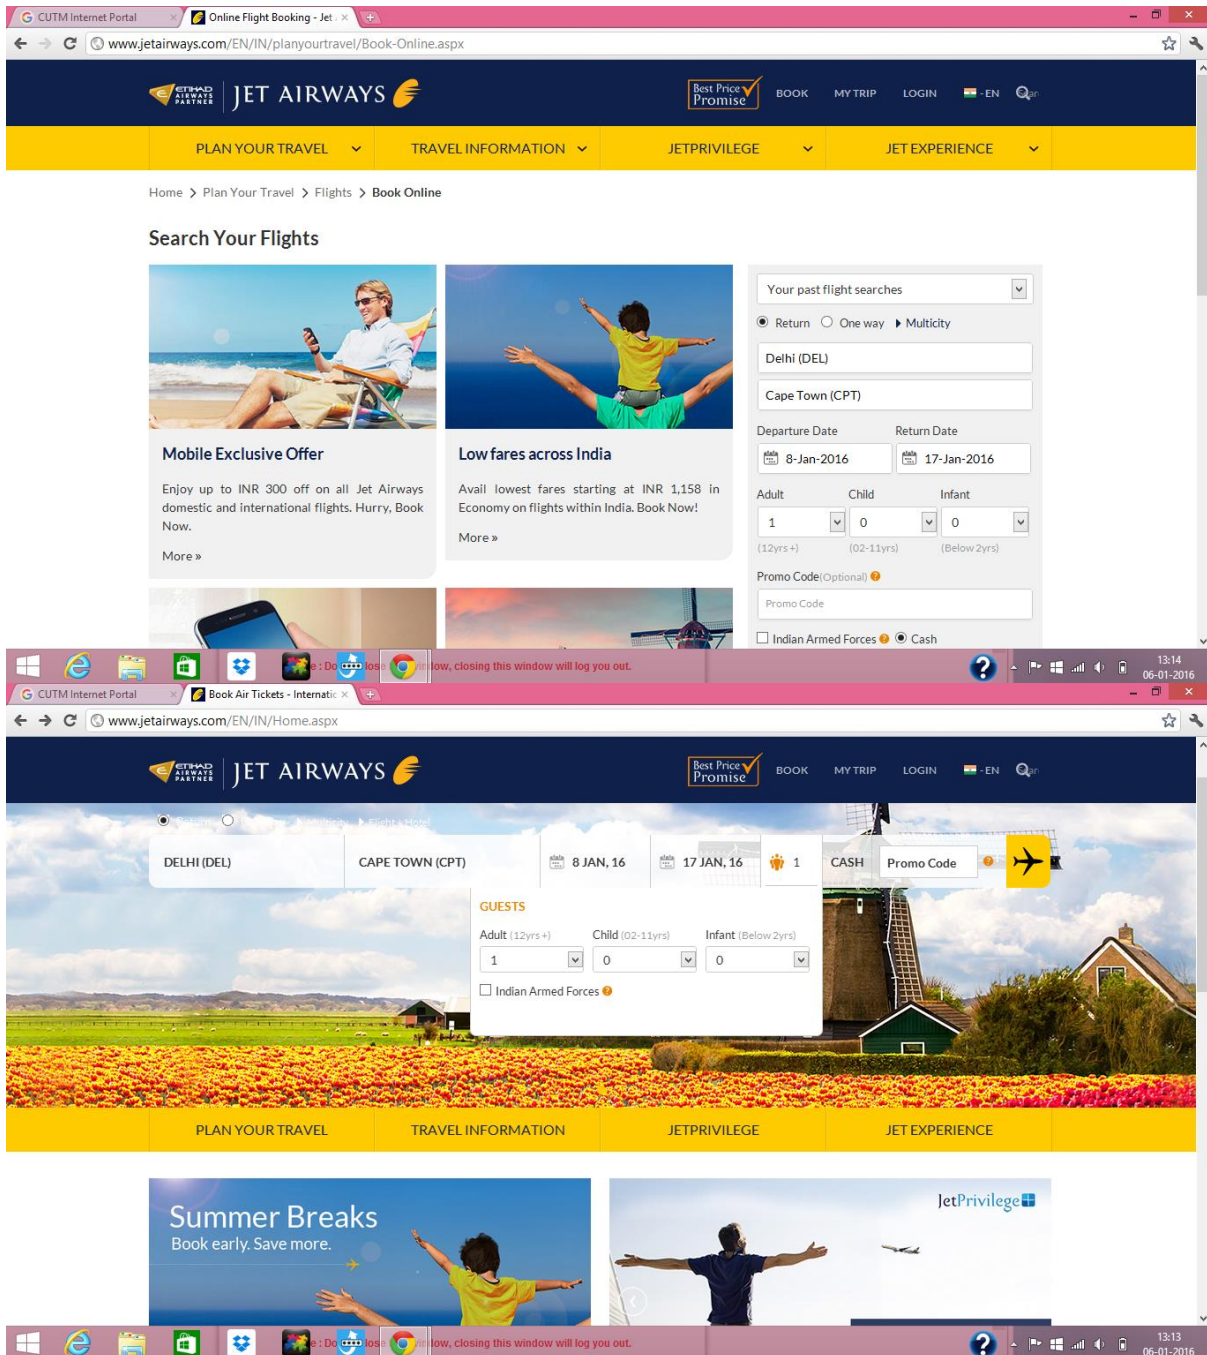 CUTM Internet Portal
Online Flight Booking - Jet
www.jetairways.com/EN/IN/planyourtravel/Book-Online.aspx
ETIHAD AIRWAYS PARTNER
JET AIRWAYS
Best Price Promise
BOOK MY TRIP LOGIN - EN
PLAN YOUR TRAVEL TRAVEL INFORMATION JETPRIVILEGE JET EXPERIENCE
Home > Plan Your Travel > Flights > Book Online
Search Your Flights
Mobile Exclusive Offer
Enjoy up to INR 300 off on all Jet Airways
domestic and international flights. Hurry, Book
Now.
More »
Low fares across India
Avail lowest fares starting at INR 1,158 in
Economy on flights within India. Book Now!
More »
Your past flight searches
Return One way Multicity
Delhi (DEL)
Cape Town (CPT)
Departure Date Return Date
8-Jan-2016 17-Jan-2016
Adult Child Infant
1 0 0
(12yrs+) (02-11yrs) (Below 2yrs)
Promo Code(Optional) ?
Promo Code
Indian Armed Forces ? Cash
: Do low, closing this window will log you out.
13:14
06-01-2016
CUTM Internet Portal
Book Air Tickets - Internatic
www.jetairways.com/EN/IN/Home.aspx
ETIHAD AIRWAYS PARTNER
JET AIRWAYS
Best Price Promise
BOOK MY TRIP LOGIN - EN
DELHI (DEL) CAPE TOWN (CPT) 8 JAN, 16 17 JAN, 16 1 CASH Promo Code ?
GUESTS
Adult (12yrs+) Child (02-11yrs) Infant (Below 2yrs)
1 0 0
Indian Armed Forces ?
PLAN YOUR TRAVEL TRAVEL INFORMATION JETPRIVILEGE JET EXPERIENCE
Summer Breaks
Book early. Save more.
JetPrivilege
: Do low, closing this window will log you out.
13:13
06-01-2016